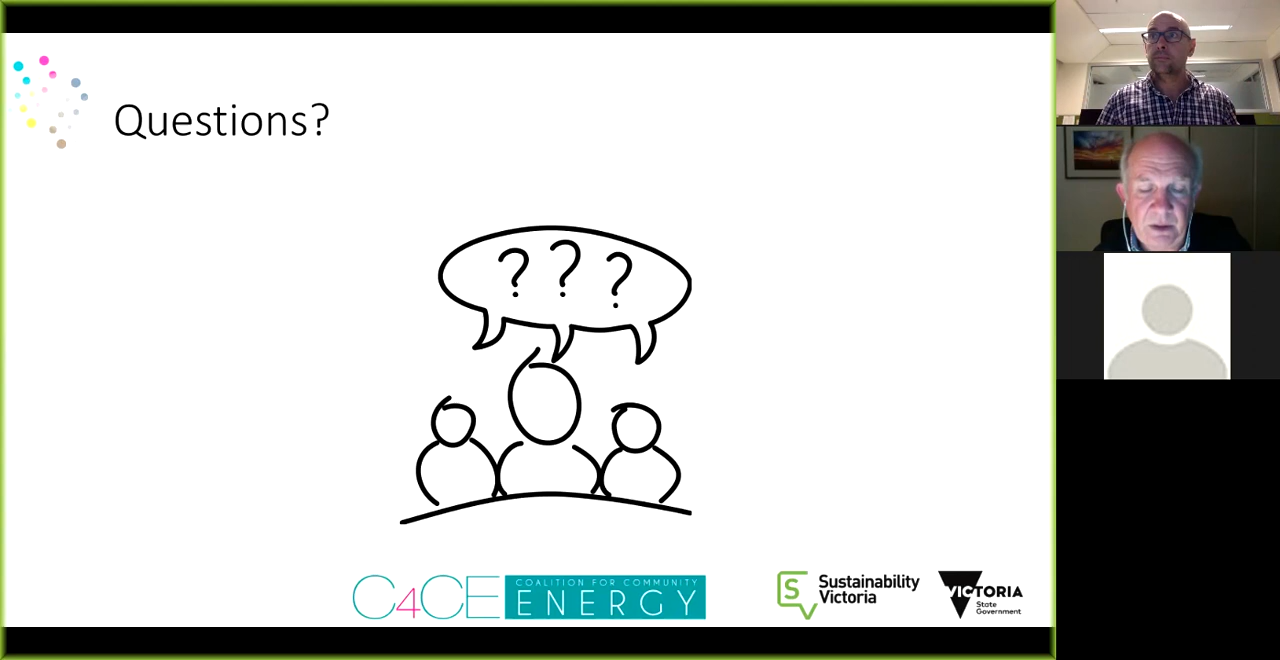 Questions?
? ? ?
C4CE
COALITION FOR COMMUNITY
ENERGY
S
Sustainability
Victoria
VICTORIA
State
Government